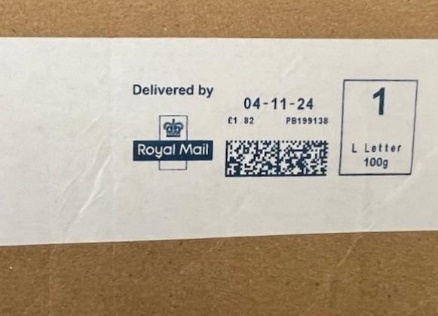 Delivered by
Royal Mail
04-11-24
£1.82 PB199138
1
L Letter
100g